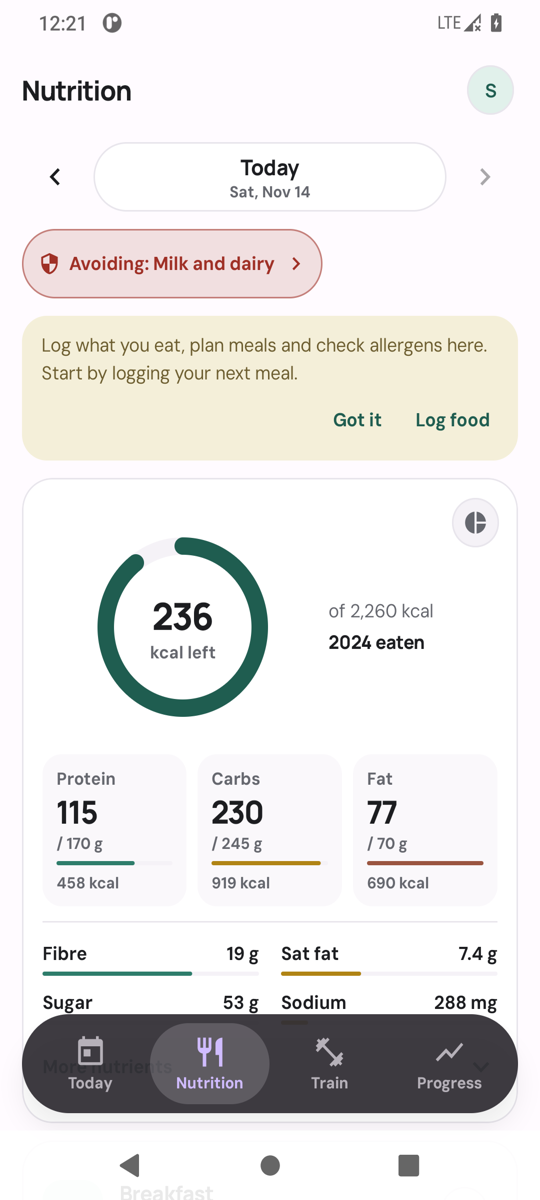 12:21
LTE
Nutrition
S
Today
Sat, Nov 14
Avoiding: Milk and dairy
Log what you eat, plan meals and check allergens here.
Start by logging your next meal.
Got it
Log food
236
kcal left
of 2,260 kcal
2024 eaten
Protein
115
/ 170 g
458 kcal
Carbs
230
/ 245 g
919 kcal
Fat
77
/ 70 g
690 kcal
Fibre
19 g
Sat fat
7.4 g
Sugar
53 g
Sodium
288 mg
More nutrients
Today
Nutrition
Train
Progress
Breakfast